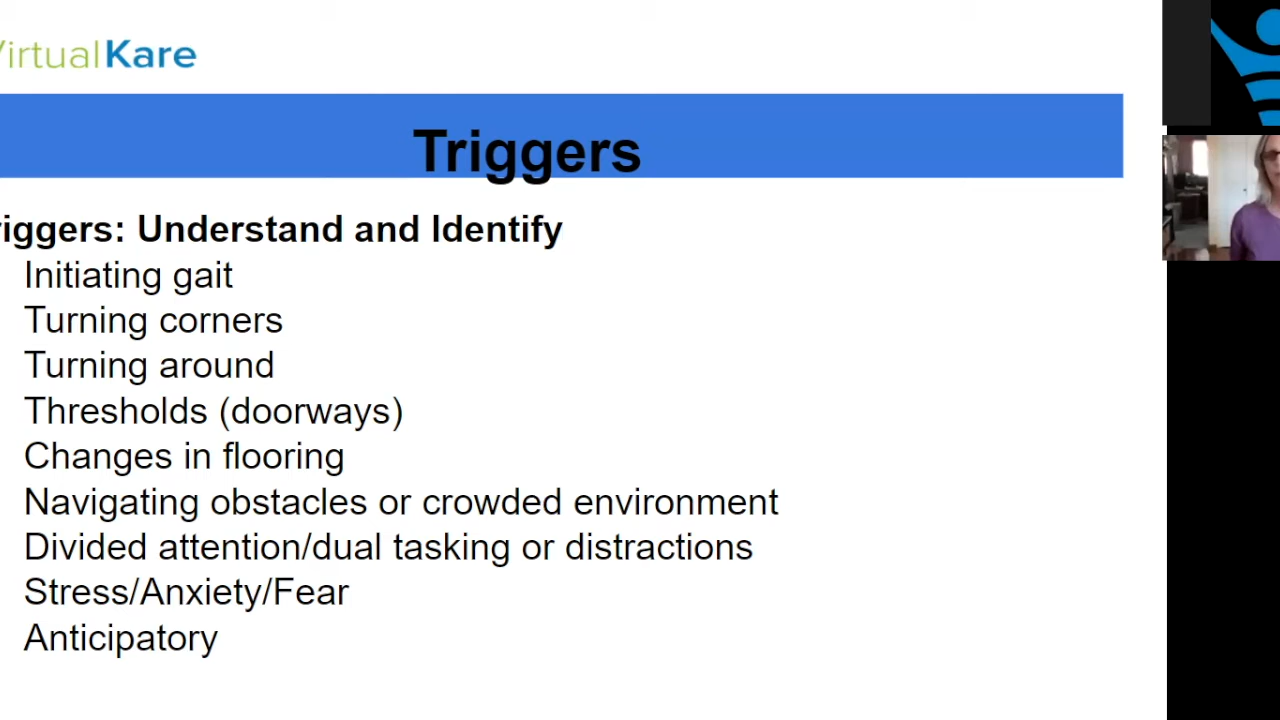 VirtualKare
Triggers
riggers: Understand and Identify
Initiating gait
Turning corners
Turning around
Thresholds (doorways)
Changes in flooring
Navigating obstacles or crowded environment
Divided attention/dual tasking or distractions
Stress/Anxiety/Fear
Anticipatory